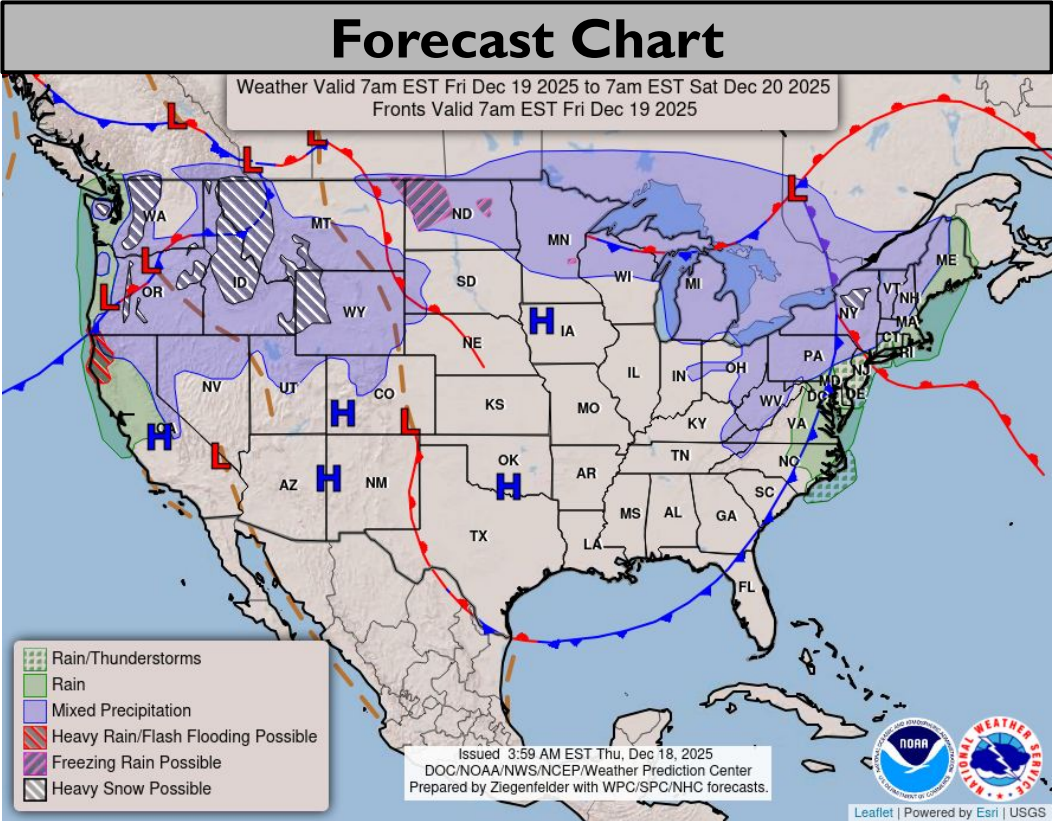 Forecast Chart
Weather Valid 7am EST Fri Dec 19 2025 to 7am EST Sat Dec 20 2025
Fronts Valid 7am EST Fri Dec 19 2025
L
L
L
L
WA
MT
ND
MN
ME
L
OR
ID
L
WY
SD
WI
MI
VT
NH
NY
MA
CT
RI
H
IA
NE
PA
NJ
NV
UT
CO
IL
IN
OH
MD
DC
DE
WV
VA
H
CA
H
L
KS
MO
KY
NC
L
AZ
H
NM
OK
H
AR
TN
SC
TX
LA
MS
AL
GA
FL
Rain/Thunderstorms
Rain
Mixed Precipitation
Heavy Rain/Flash Flooding Possible
Freezing Rain Possible
Heavy Snow Possible
Issued 3:59 AM EST Thu, Dec 18, 2025
DOC/NOAA/NWS/NCEP/Weather Prediction Center
Prepared by Ziegenfelder with WPC/SPC/NHC forecasts.
NOAA
NATIONAL WEATHER SERVICE
Leaflet | Powered by Esri | USGS